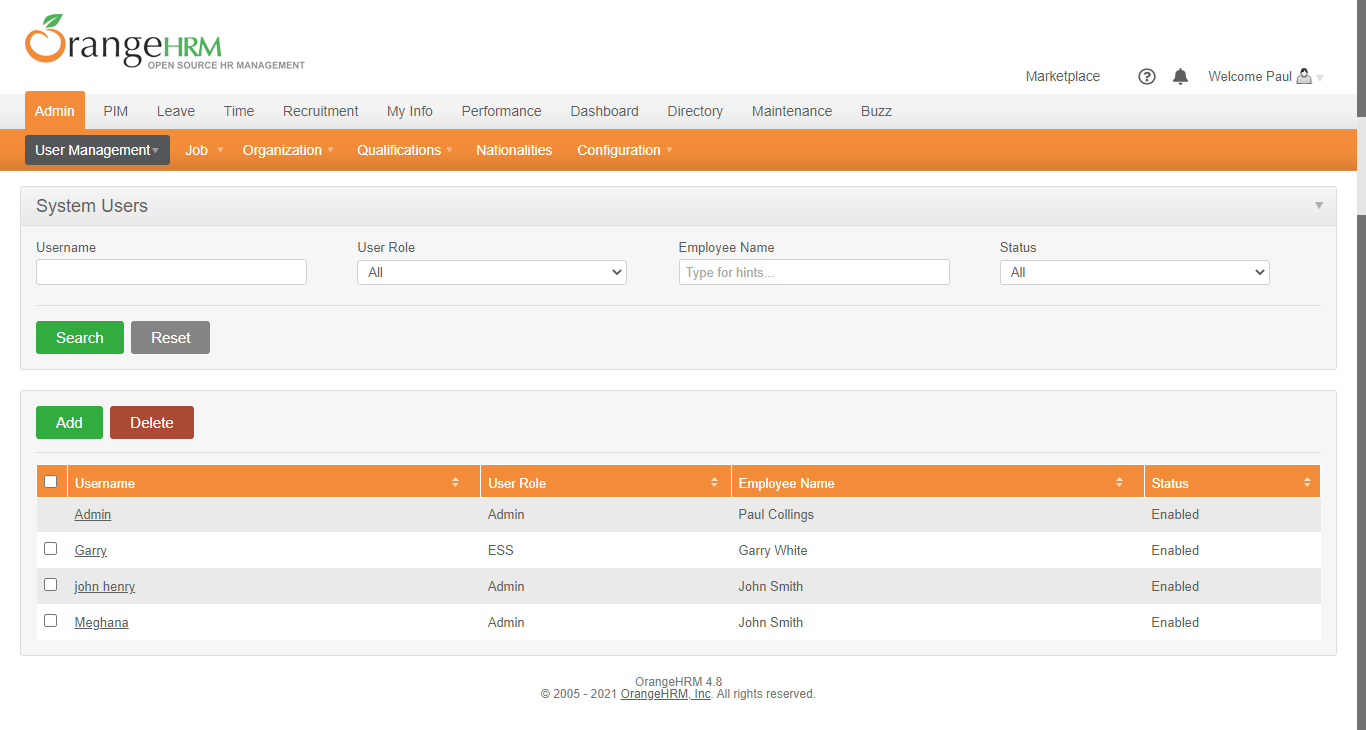 OrangeHRM
OPEN SOURCE HR MANAGEMENT
Marketplace Welcome Paul
Admin PIM Leave Time Recruitment My Info Performance Dashboard Directory Maintenance Buzz
User Management Job Organization Qualifications Nationalities Configuration
System Users
Username User Role Employee Name Status
All Type for hints... All
Search Reset
Add Delete
Username User Role Employee Name Status
Admin Admin Paul Collings Enabled
Garry ESS Garry White Enabled
john henry Admin John Smith Enabled
Meghana Admin John Smith Enabled
OrangeHRM 4.8
© 2005 - 2021 OrangeHRM, Inc. All rights reserved.